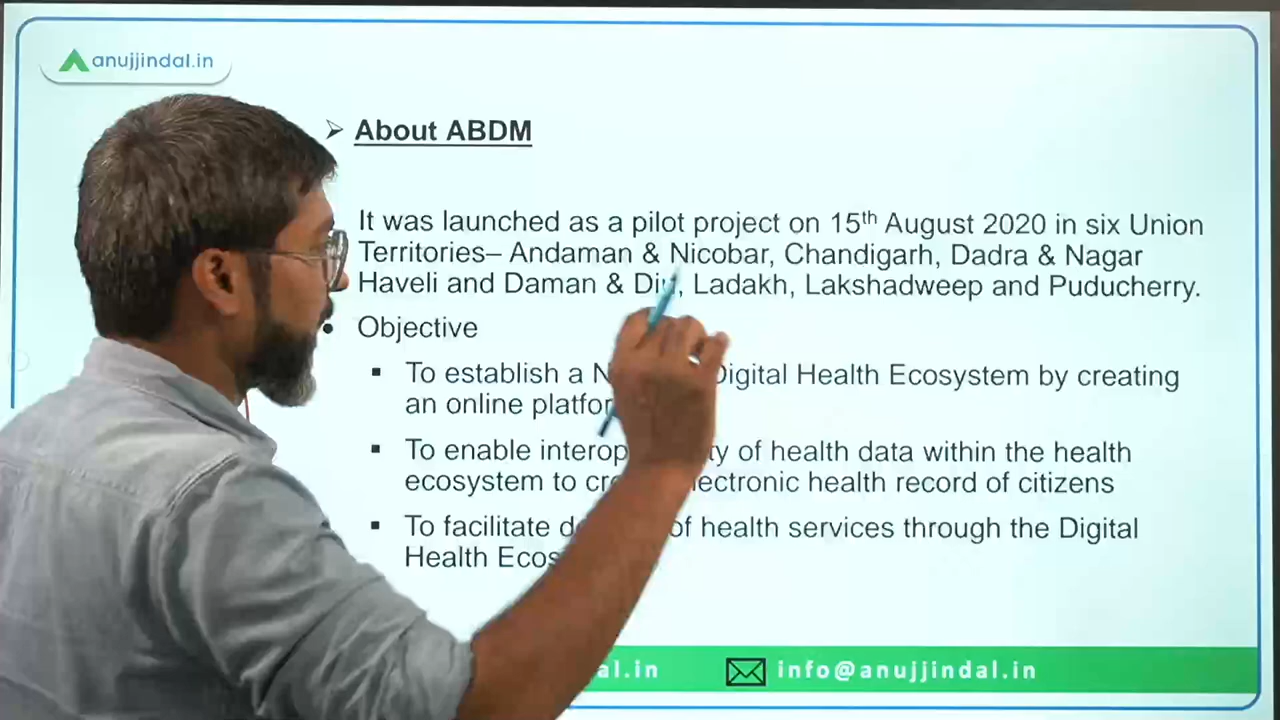 anujjindal.in
About ABDM
It was launched as a pilot project on 15th August 2020 in six Union
Territories– Andaman & Nicobar, Chandigarh, Dadra & Nagar
Haveli and Daman & Diu, Ladakh, Lakshadweep and Puducherry.
Objective
To establish a Digital Health Ecosystem by creating
an online
To enable of health data within the health
ecosystem to electronic health record of citizens
To facilitate of health services through the Digital
Health
al.in info@anujjindal.in